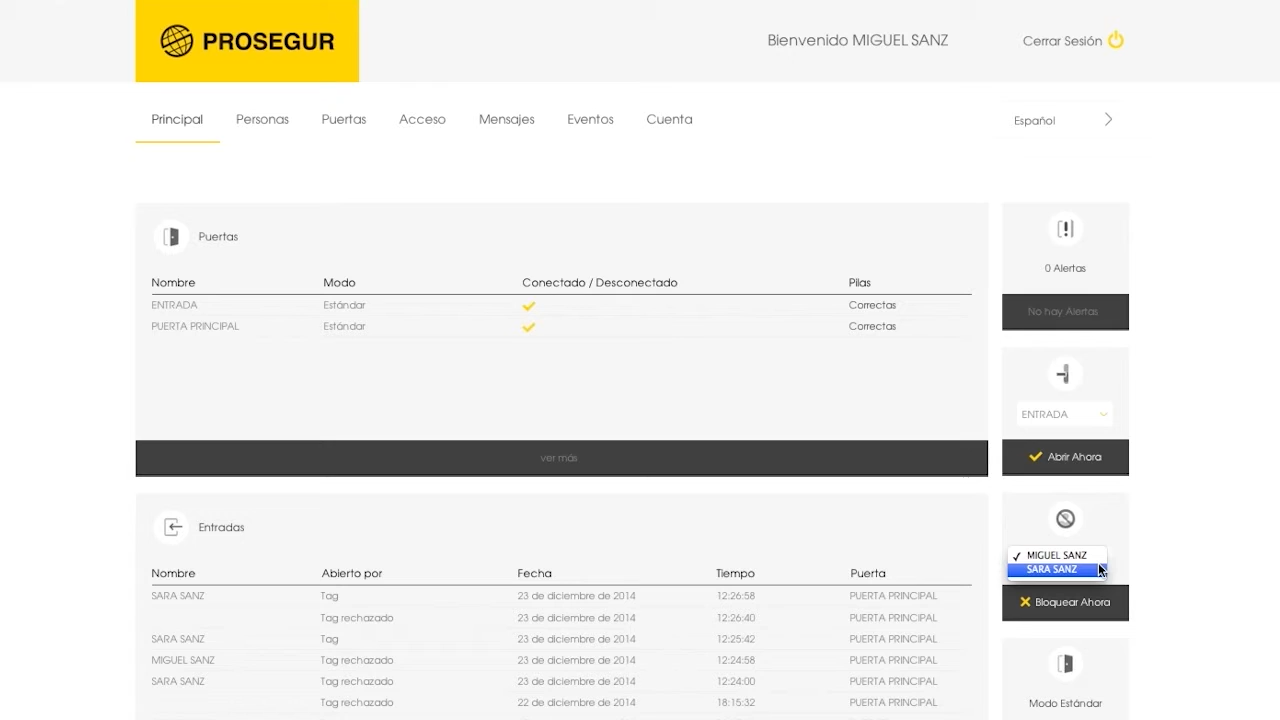 PROSEGUR
Bienvenido MIGUEL SANZ
Cerrar Sesión
Principal Personas Puertas Acceso Mensajes Eventos Cuenta
Español
Puertas
Nombre Modo Conectado / Desconectado Pilas
ENTRADA Estándar Correctas
PUERTA PRINCIPAL Estándar Correctas
ver más
Entradas
Nombre Abierto por Fecha Tiempo Puerta
SARA SANZ Tag 23 de diciembre de 2014 12:26:58 PUERTA PRINCIPAL
Tag rechazado 23 de diciembre de 2014 12:26:40 PUERTA PRINCIPAL
SARA SANZ Tag 23 de diciembre de 2014 12:25:42 PUERTA PRINCIPAL
MIGUEL SANZ Tag rechazado 23 de diciembre de 2014 12:24:58 PUERTA PRINCIPAL
SARA SANZ Tag rechazado 23 de diciembre de 2014 12:24:00 PUERTA PRINCIPAL
Tag rechazado 22 de diciembre de 2014 18:15:32 PUERTA PRINCIPAL
0 Alertas
No hay Alertas
ENTRADA
Abrir Ahora
MIGUEL SANZ
SARA SANZ
Bloquear Ahora
Modo Estándar